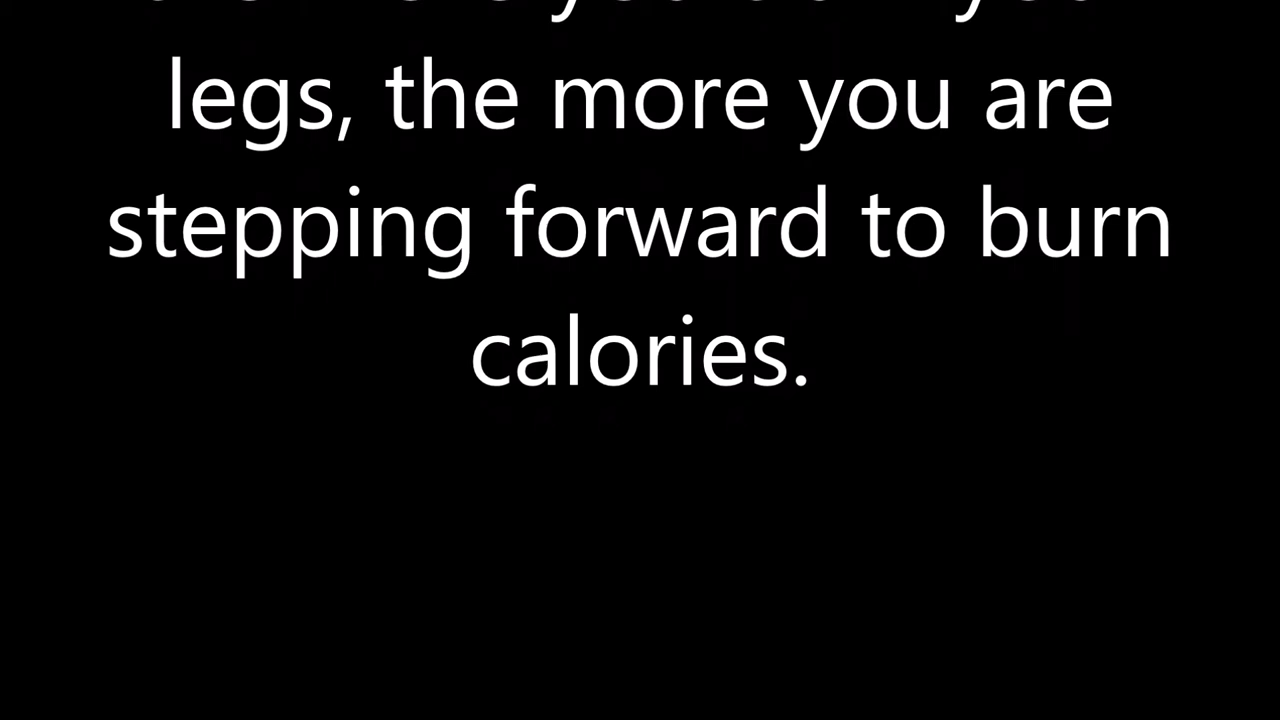 legs, the more you are
stepping forward to burn
calories.